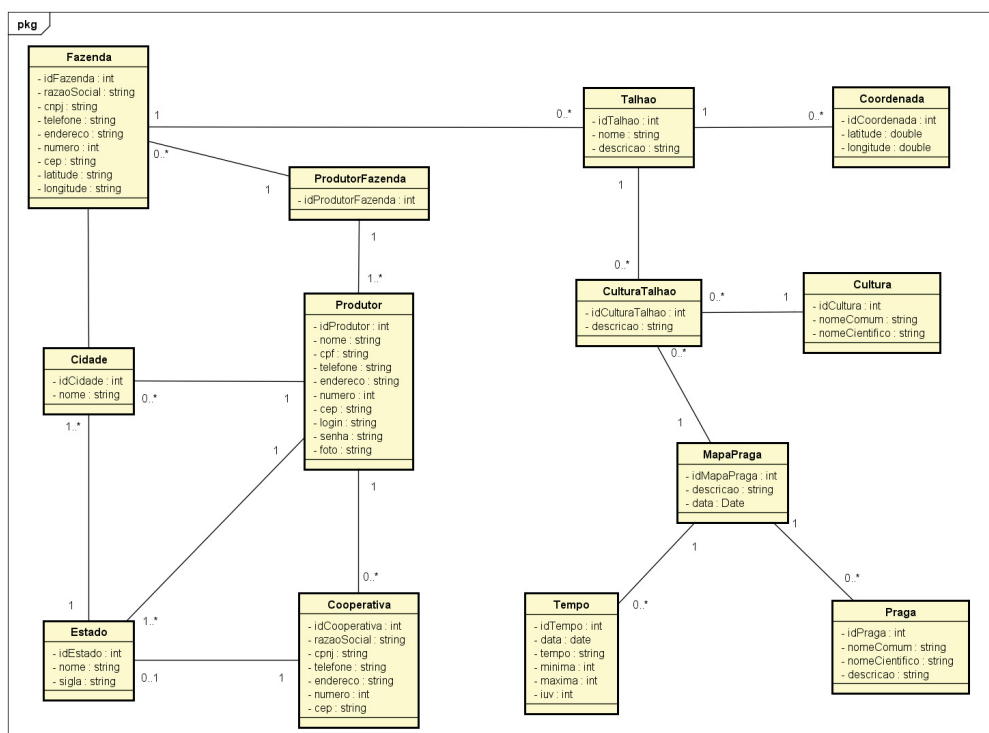 pkg
Fazenda
- idFazenda : int
- razaoSocial : string
- cnpj : string
- telefone : string
- endereco : string
- numero : int
- cep : string
- latitude : string
- longitude : string
1
0..*
0..*
1
Talhao
- idTalhao : int
- nome : string
- descricao : string
1
0..*
1
Coordenada
- idCoordenada : int
- latitude : double
- longitude : double
ProdutorFazenda
- idProdutorFazenda : int
1
1..*
0..*
CulturaTalhao
- idCulturaTalhao : int
- descricao : string
0..*
1
0..*
Cultura
- idCultura : int
- nomeComum : string
- nomeCientifico : string
Produtor
- idProdutor : int
- nome : string
- cpf : string
- telefone : string
- endereco : string
- numero : int
- cep : string
- login : string
- senha : string
- foto : string
Cidade
- idCidade : int
- nome : string
0..*
1
1..*
1
1
1
MapaPraga
- idMapaPraga : int
- descricao : string
- data : Date
1
1
0..*
0..*
0..*
1
1..*
Estado
- idEstado : int
- nome : string
- sigla : string
0..1
1
Cooperativa
- idCooperativa : int
- razaoSocial : string
- cpnj : string
- telefone : string
- endereco : string
- numero : int
- cep : string
Tempo
- idTempo : int
- data : date
- tempo : string
- minima : int
- maxima : int
- iuv : int
Praga
- idPraga : int
- nomeComum : string
- nomeCientifico : string
- descricao : string